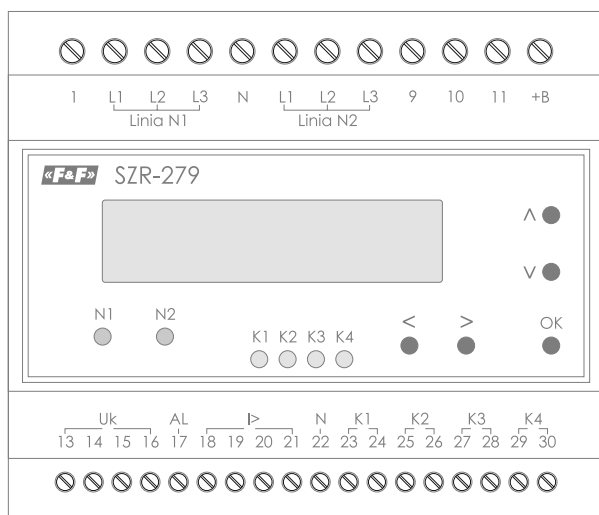 1 L1 L2 L3 N L1 L2 L3 9 10 11 +B
Linia N1 Linia N2
«F&F» SZR-279
N1 N2
K1 K2 K3 K4
< > OK
Uk AL I> N K1 K2 K3 K4
13 14 15 16 17 18 19 20 21 22 23 24 25 26 27 28 29 30